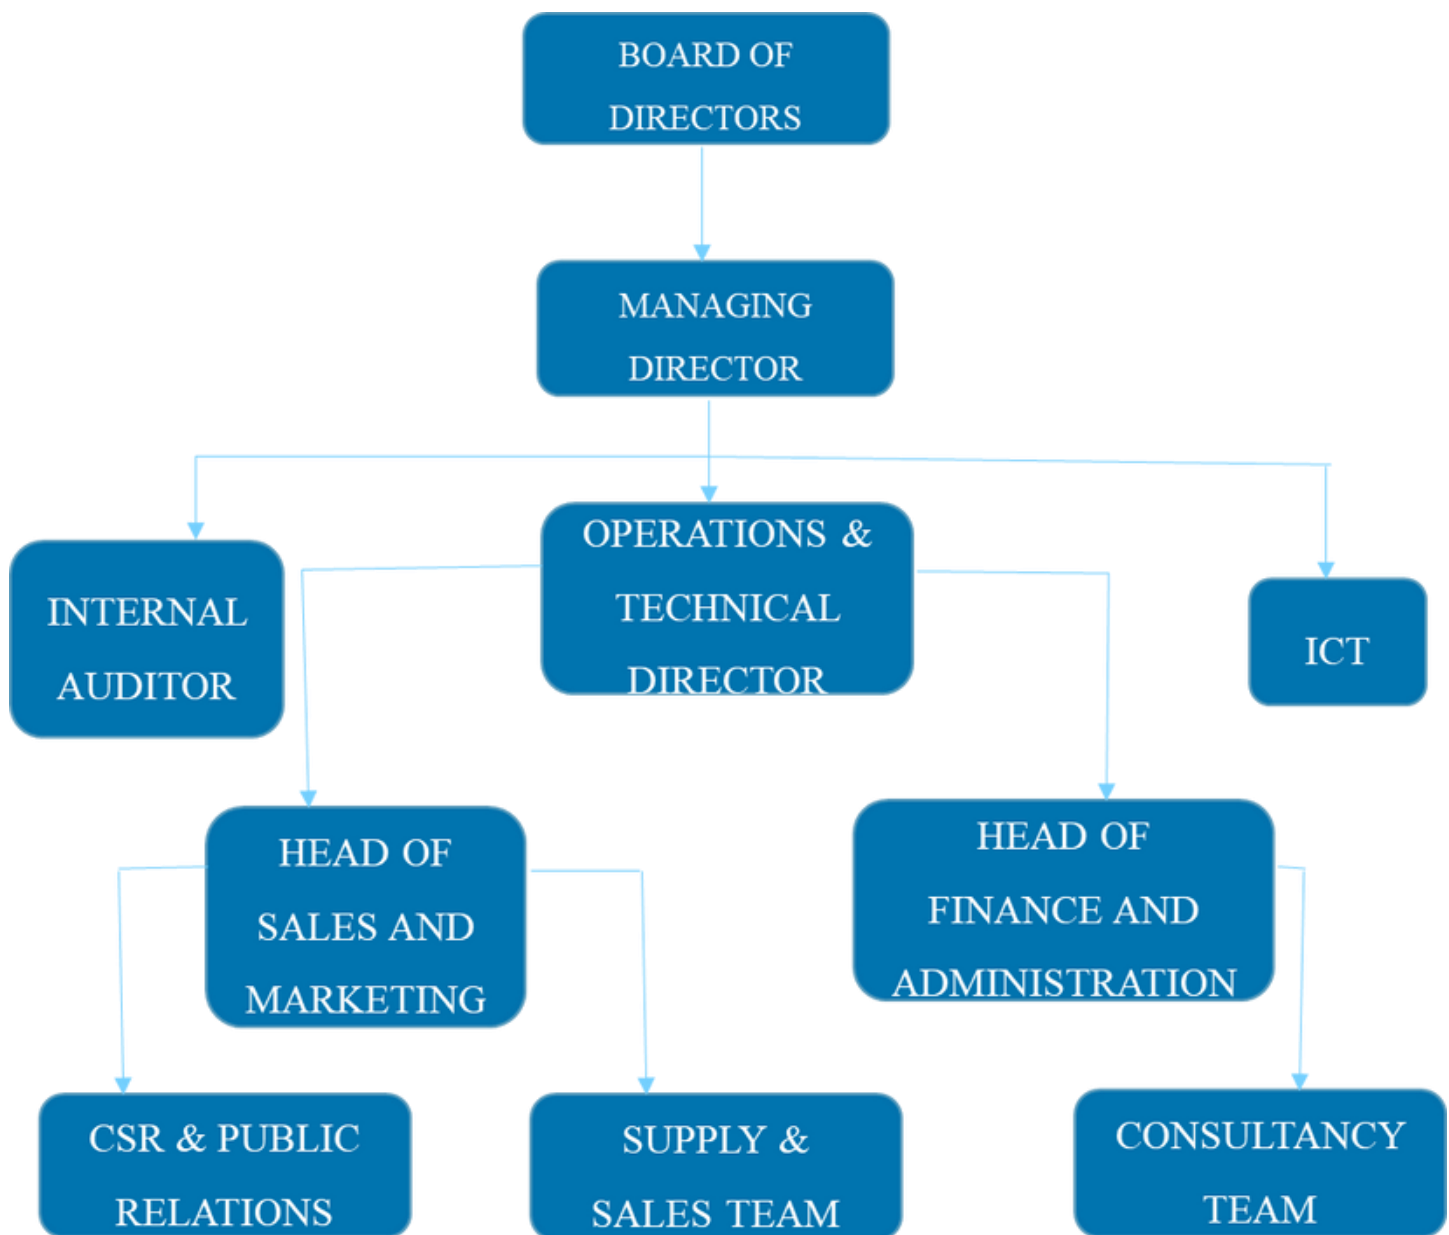 BOARD OF
DIRECTORS
MANAGING
DIRECTOR
OPERATIONS &
TECHNICAL
DIRECTOR
INTERNAL
AUDITOR
ICT
HEAD OF
SALES AND
MARKETING
HEAD OF
FINANCE AND
ADMINISTRATION
CSR & PUBLIC
RELATIONS
SUPPLY &
SALES TEAM
CONSULTANCY
TEAM